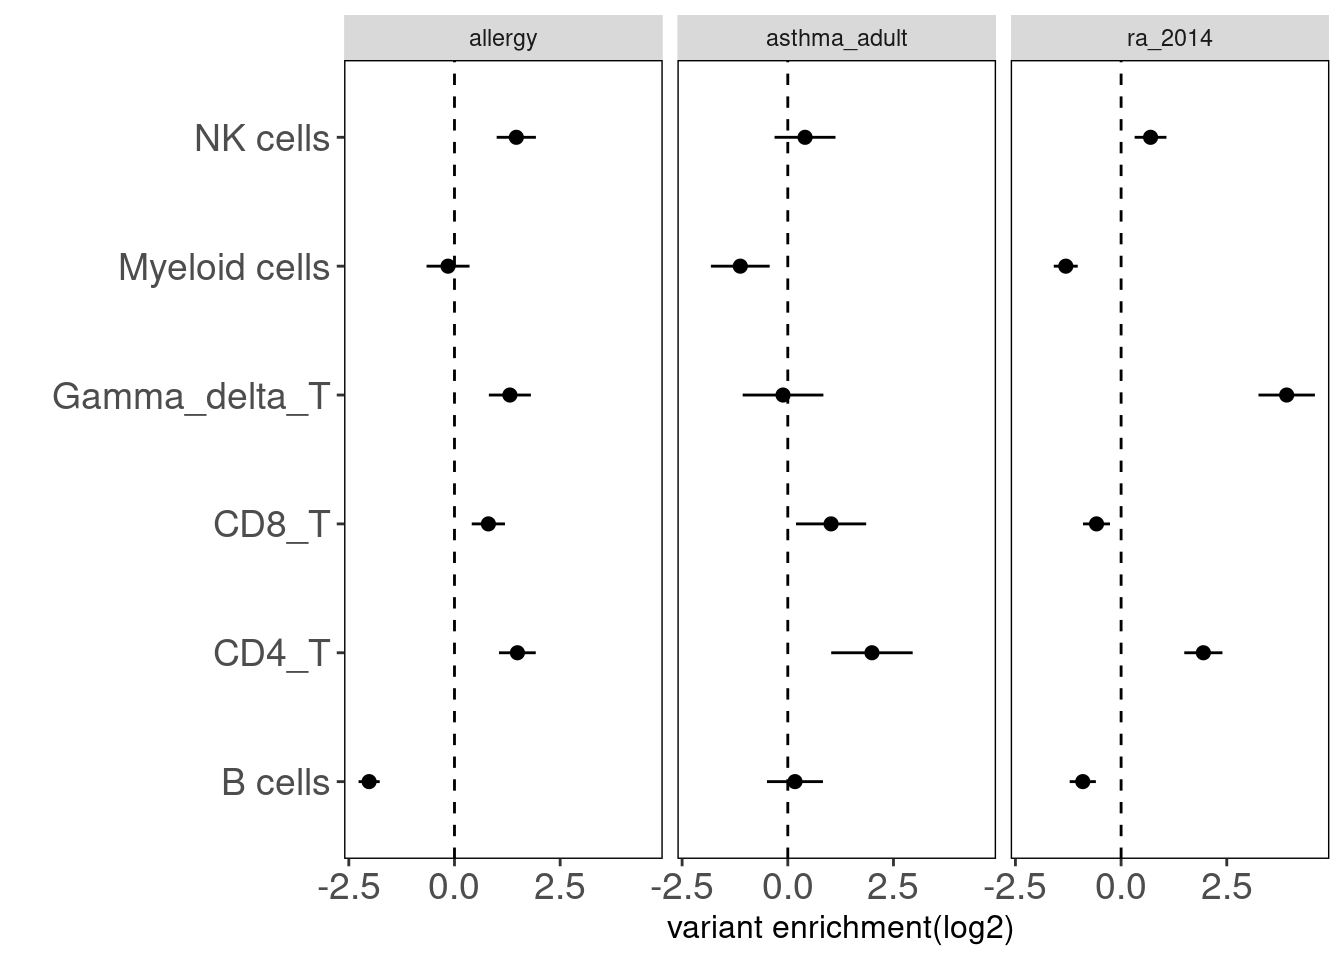 allergy asthma_adult ra_2014
NK cells
Myeloid cells
Gamma_delta_T
CD8_T
CD4_T
B cells
-2.5 0.0 2.5 -2.5 0.0 2.5 -2.5 0.0 2.5
variant enrichment(log2)